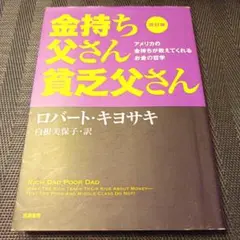 改訂版
金持ち
父さん
貧乏父さん
アメリカの
金持ちが教えてくれる
お金の哲学
ロバート・キヨサキ
白根美保子・訳
RICH DAD POOR DAD
筑摩書房